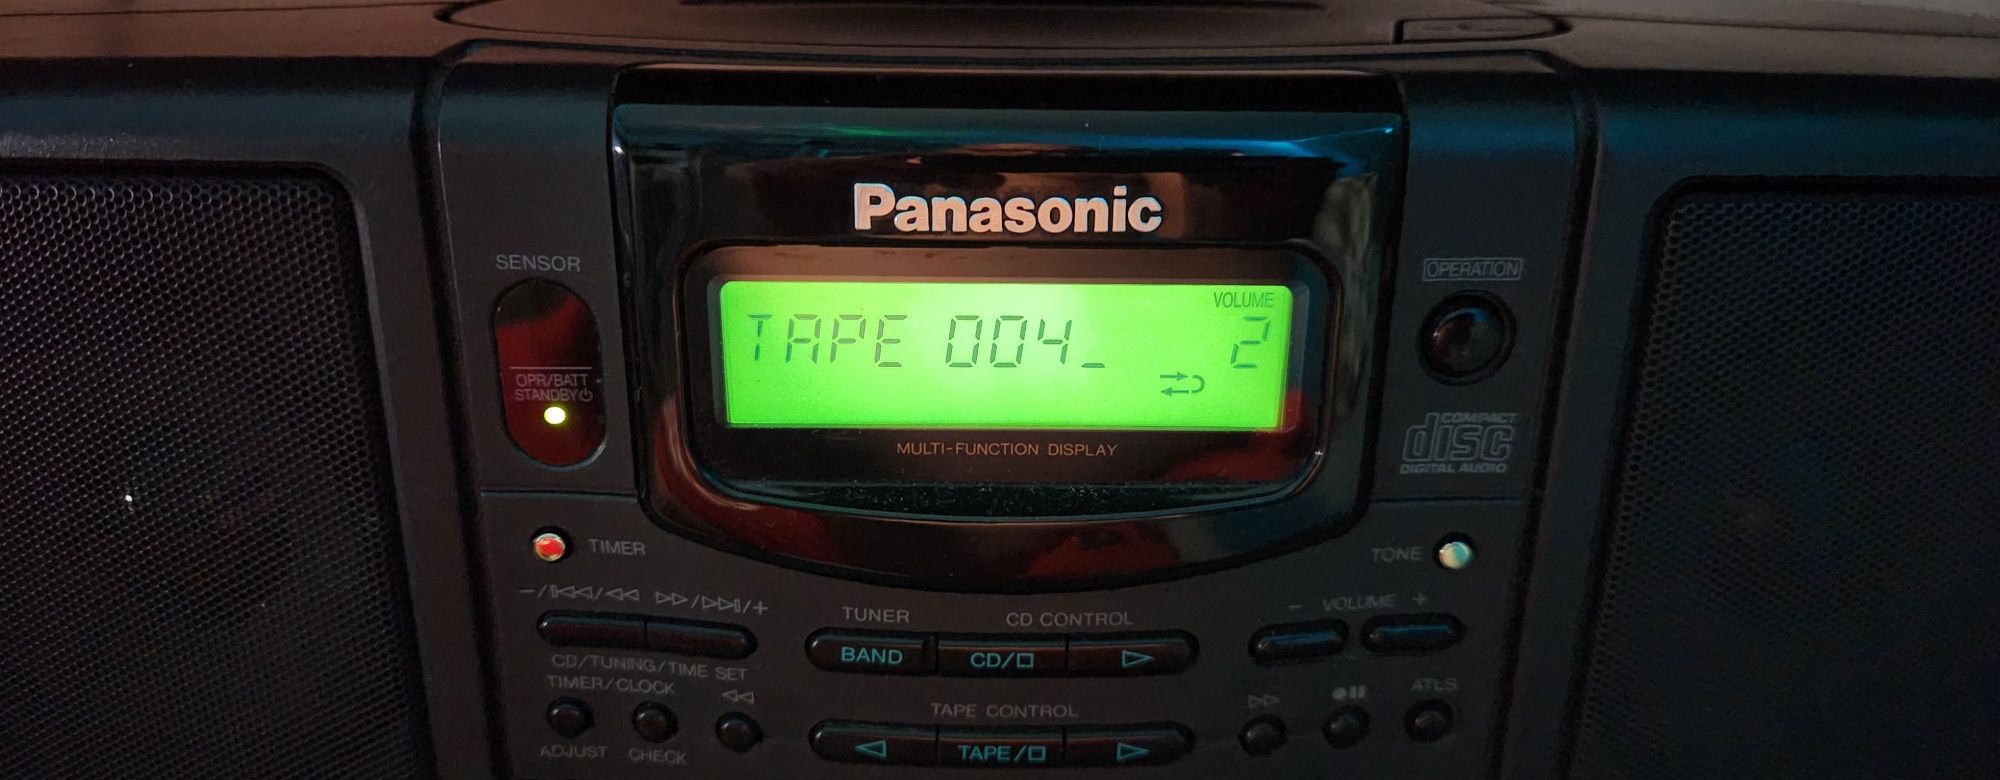 Panasonic
SENSOR
OPR/BATT
STANDBY
VOLUME
TAPE 004_ 2
MULTI-FUNCTION DISPLAY
OPERATION
COMPACT
disc
DIGITAL AUDIO
TIMER
TONE
−/⏮◁◁/◁◁ ▷▷/▷▷⏭/+
CD/TUNING/TIME SET
TUNER
BAND
CD CONTROL
CD/□ ▷
− VOLUME +
TIMER/CLOCK
ADJUST CHECK
◁◁
TAPE CONTROL
◁ TAPE/□ ▷
▷▷
●❚❚
ATLS